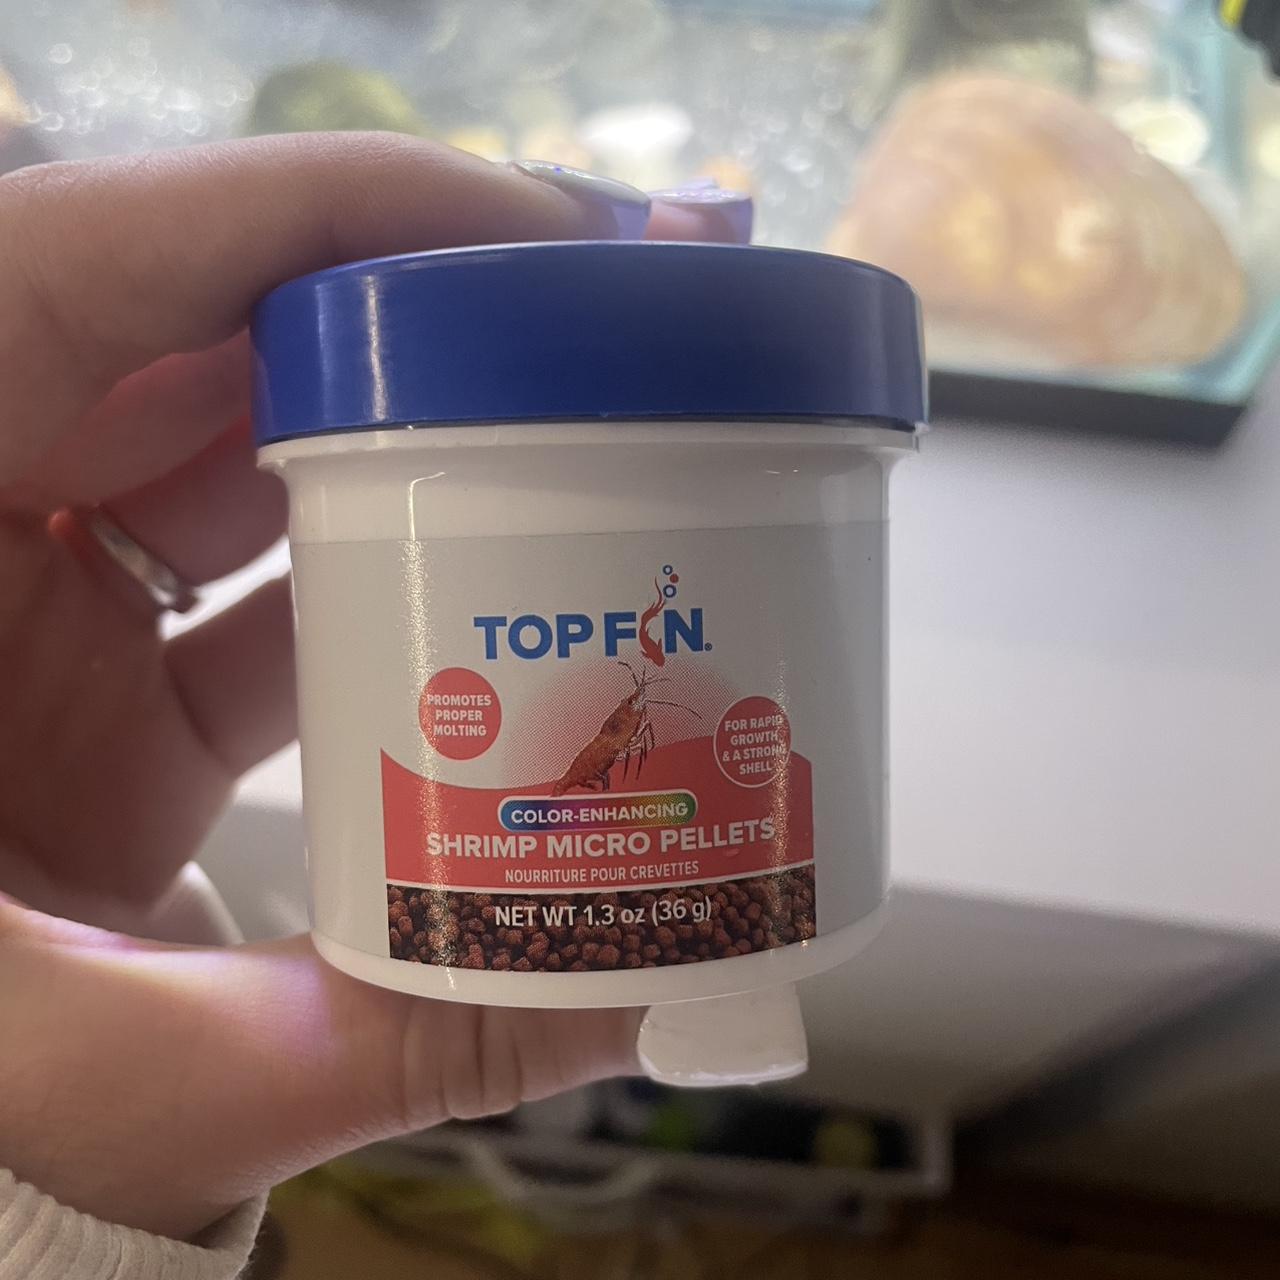 TOP FIN®
PROMOTES
PROPER
MOLTING
FOR RAPID
GROWTH
& A STRONG
SHELL
COLOR-ENHANCING
SHRIMP MICRO PELLETS
NOURRITURE POUR CREVETTES
NET WT 1.3 oz (36 g)